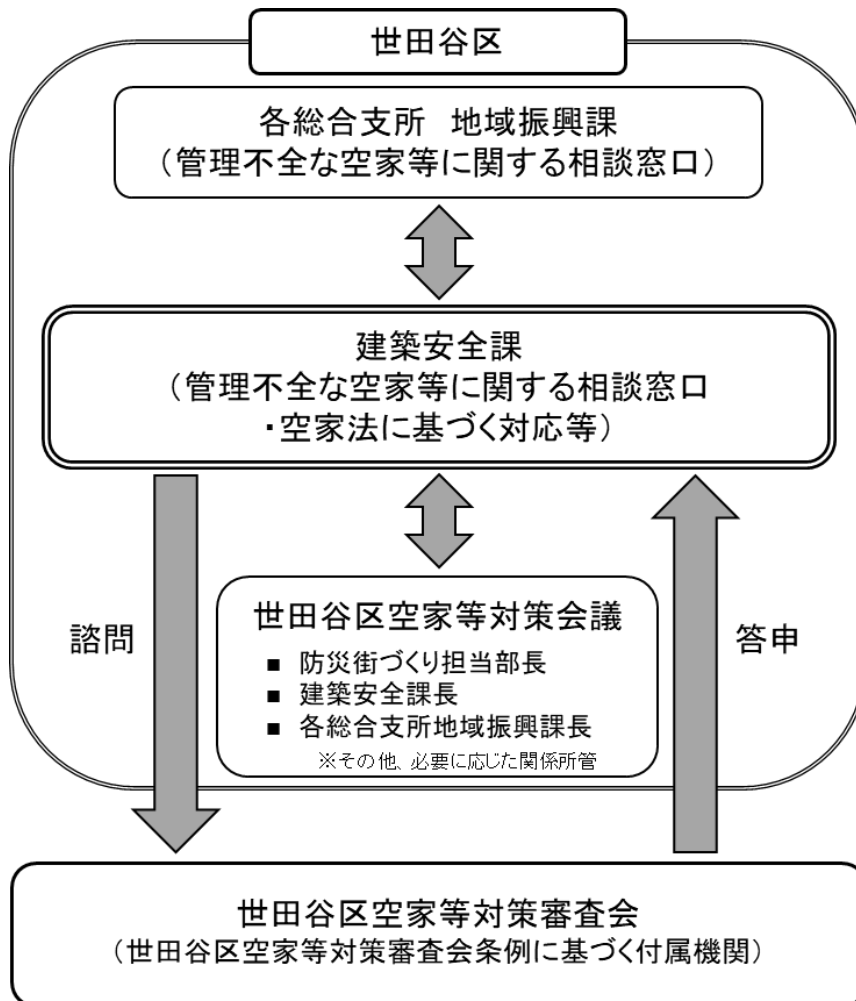 世田谷区
各総合支所 地域振興課
（管理不全な空家等に関する相談窓口）
建築安全課
（管理不全な空家等に関する相談窓口
・空家法に基づく対応等）
諮問
世田谷区空家等対策会議
■ 防災街づくり担当部長
■ 建築安全課長
■ 各総合支所地域振興課長
※その他、必要に応じた関係所管
答申
世田谷区空家等対策審査会
（世田谷区空家等対策審査会条例に基づく付属機関）